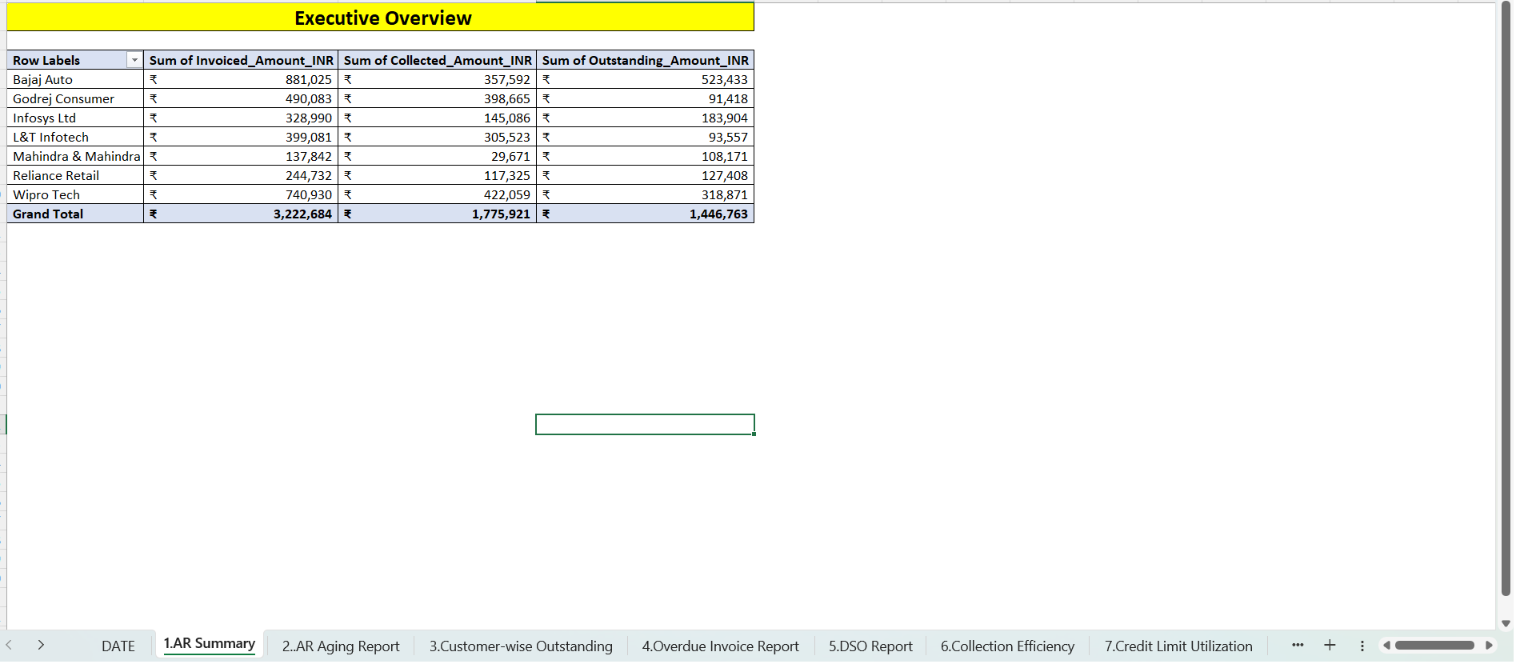 Executive Overview
Row Labels Sum of Invoiced_Amount_INR Sum of Collected_Amount_INR Sum of Outstanding_Amount_INR
Bajaj Auto ₹ 881,025 ₹ 357,592 ₹ 523,433
Godrej Consumer ₹ 490,083 ₹ 398,665 ₹ 91,418
Infosys Ltd ₹ 328,990 ₹ 145,086 ₹ 183,904
L&T Infotech ₹ 399,081 ₹ 305,523 ₹ 93,557
Mahindra & Mahindra ₹ 137,842 ₹ 29,671 ₹ 108,171
Reliance Retail ₹ 244,732 ₹ 117,325 ₹ 127,408
Wipro Tech ₹ 740,930 ₹ 422,059 ₹ 318,871
Grand Total ₹ 3,222,684 ₹ 1,775,921 ₹ 1,446,763
DATE 1.AR Summary 2..AR Aging Report 3.Customer-wise Outstanding 4.Overdue Invoice Report 5.DSO Report 6.Collection Efficiency 7.Credit Limit Utilization